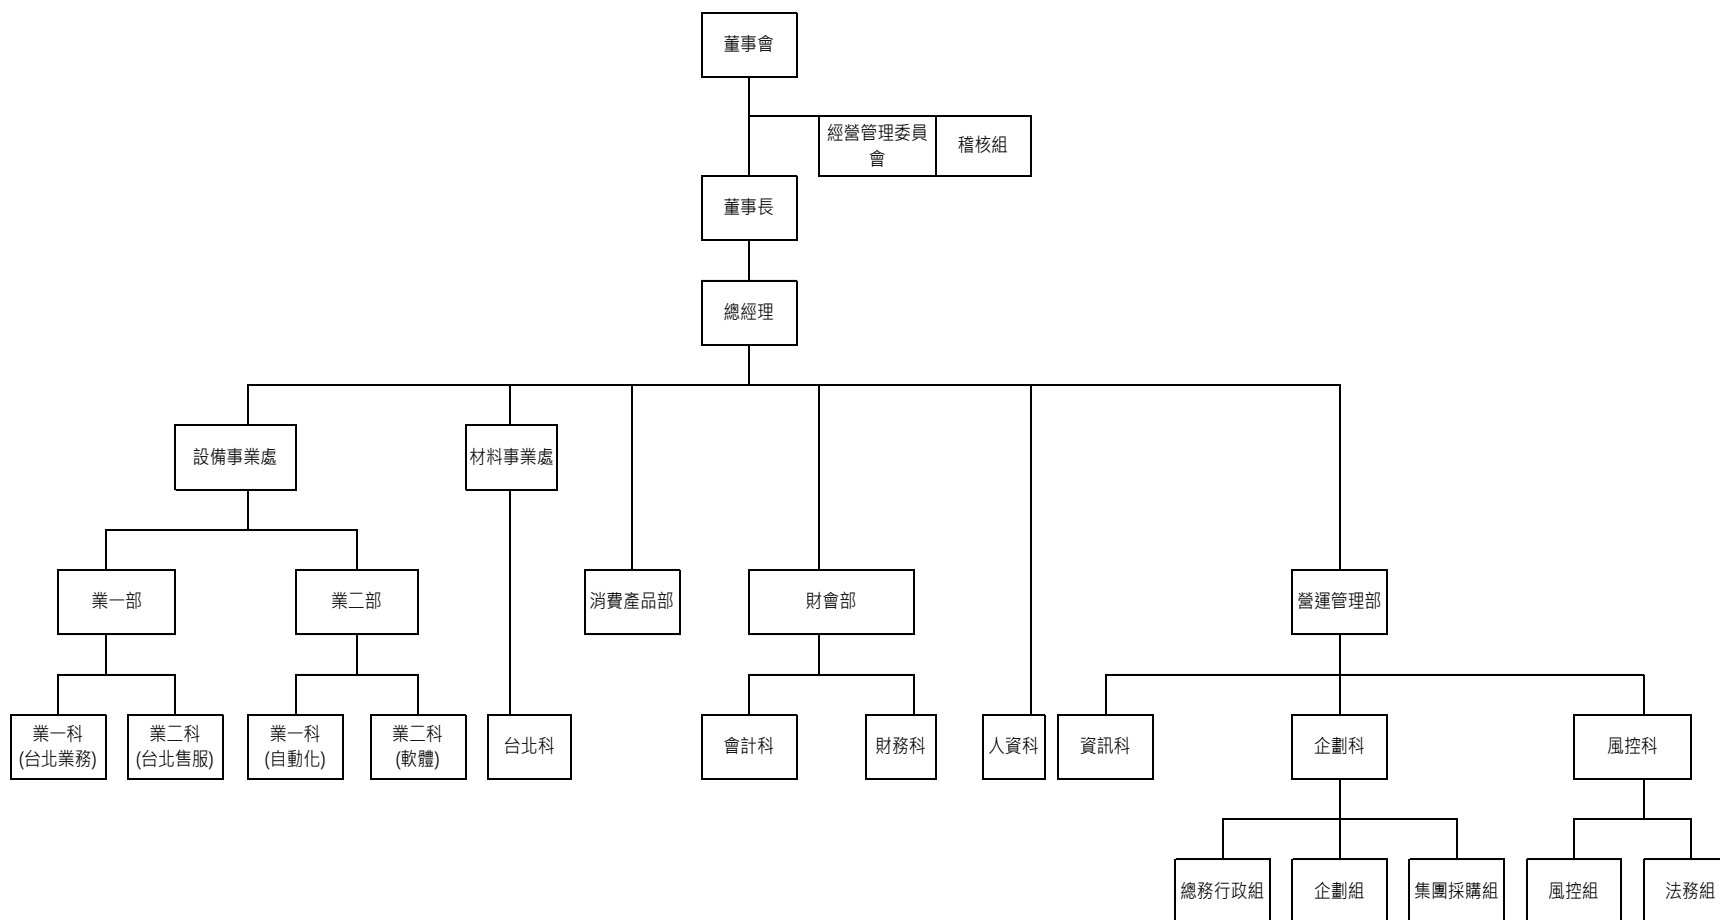 董事會
經營管理委員
會
稽核組
董事長
總經理
設備事業處
材料事業處
業一部
業二部
消費產品部
財會部
營運管理部
業一科
(台北業務)
業二科
(台北售服)
業一科
(自動化)
業二科
(軟體)
台北科
會計科
財務科
人資科
資訊科
企劃科
風控科
總務行政組
企劃組
集團採購組
風控組
法務組